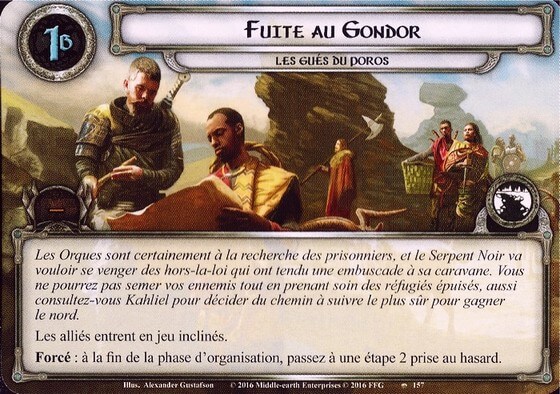 1B
FUITE AU GONDOR
LES GUÉS DU POROS
–
Les Orques sont certainement à la recherche des prisonniers, et le Serpent Noir va
vouloir se venger des hors-la-loi qui ont tendu une embuscade à sa caravane. Vous
ne pourrez pas semer vos ennemis tout en prenant soin des réfugiés épuisés, aussi
consultez-vous Kahliel pour décider du chemin à suivre le plus sûr pour gagner
le nord.
Les alliés entrent en jeu inclinés.
Forcé : à la fin de la phase d'organisation, passez à une étape 2 prise au hasard.
Illus. Alexander Gustafson © 2016 Middle-earth Enterprises © 2016 FFG 157